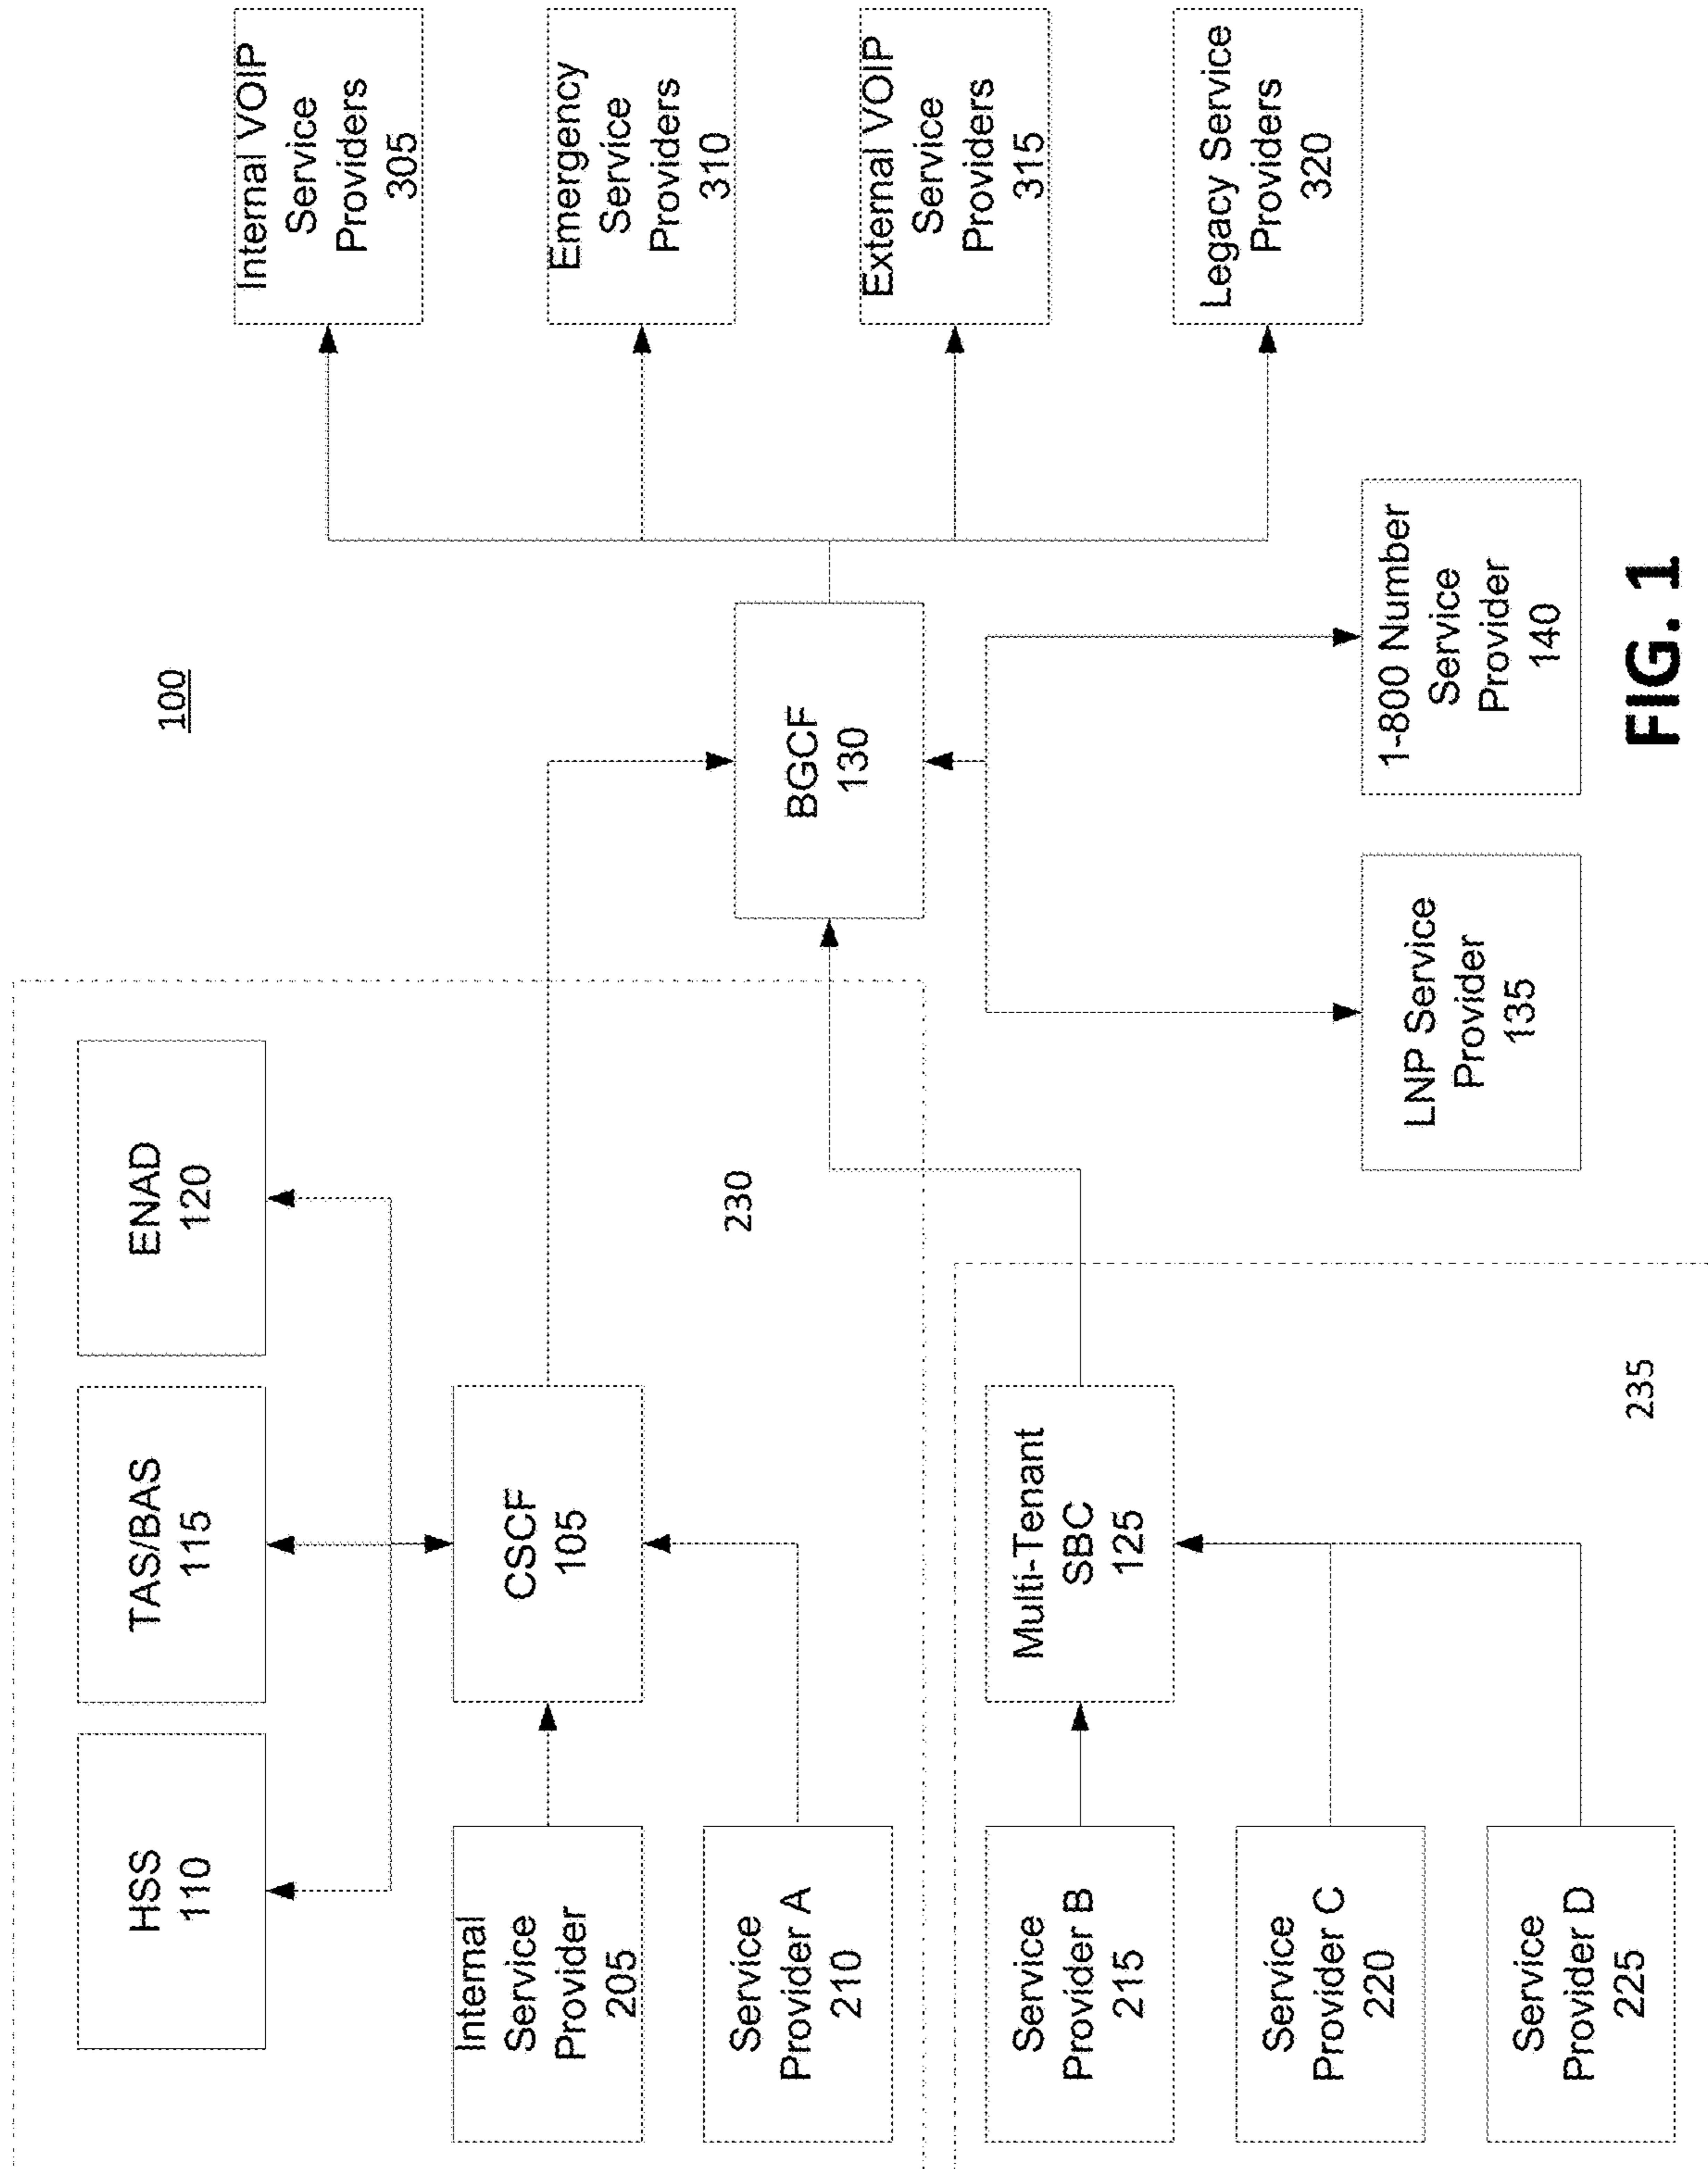 100
HSS
110
TAS/BAS
115
ENAD
120
Internal
Service
Provider
205
CSCF
105
Service
Provider A
210
230
BGCF
130
Internal VOIP
Service
Providers
305
Emergency
Service
Providers
310
External VOIP
Service
Providers
315
Legacy Service
Providers
320
Service
Provider B
215
Multi-Tenant
SBC
125
Service
Provider C
220
Service
Provider D
225
235
LNP Service
Provider
135
1-800 Number
Service
Provider
140
FIG. 1